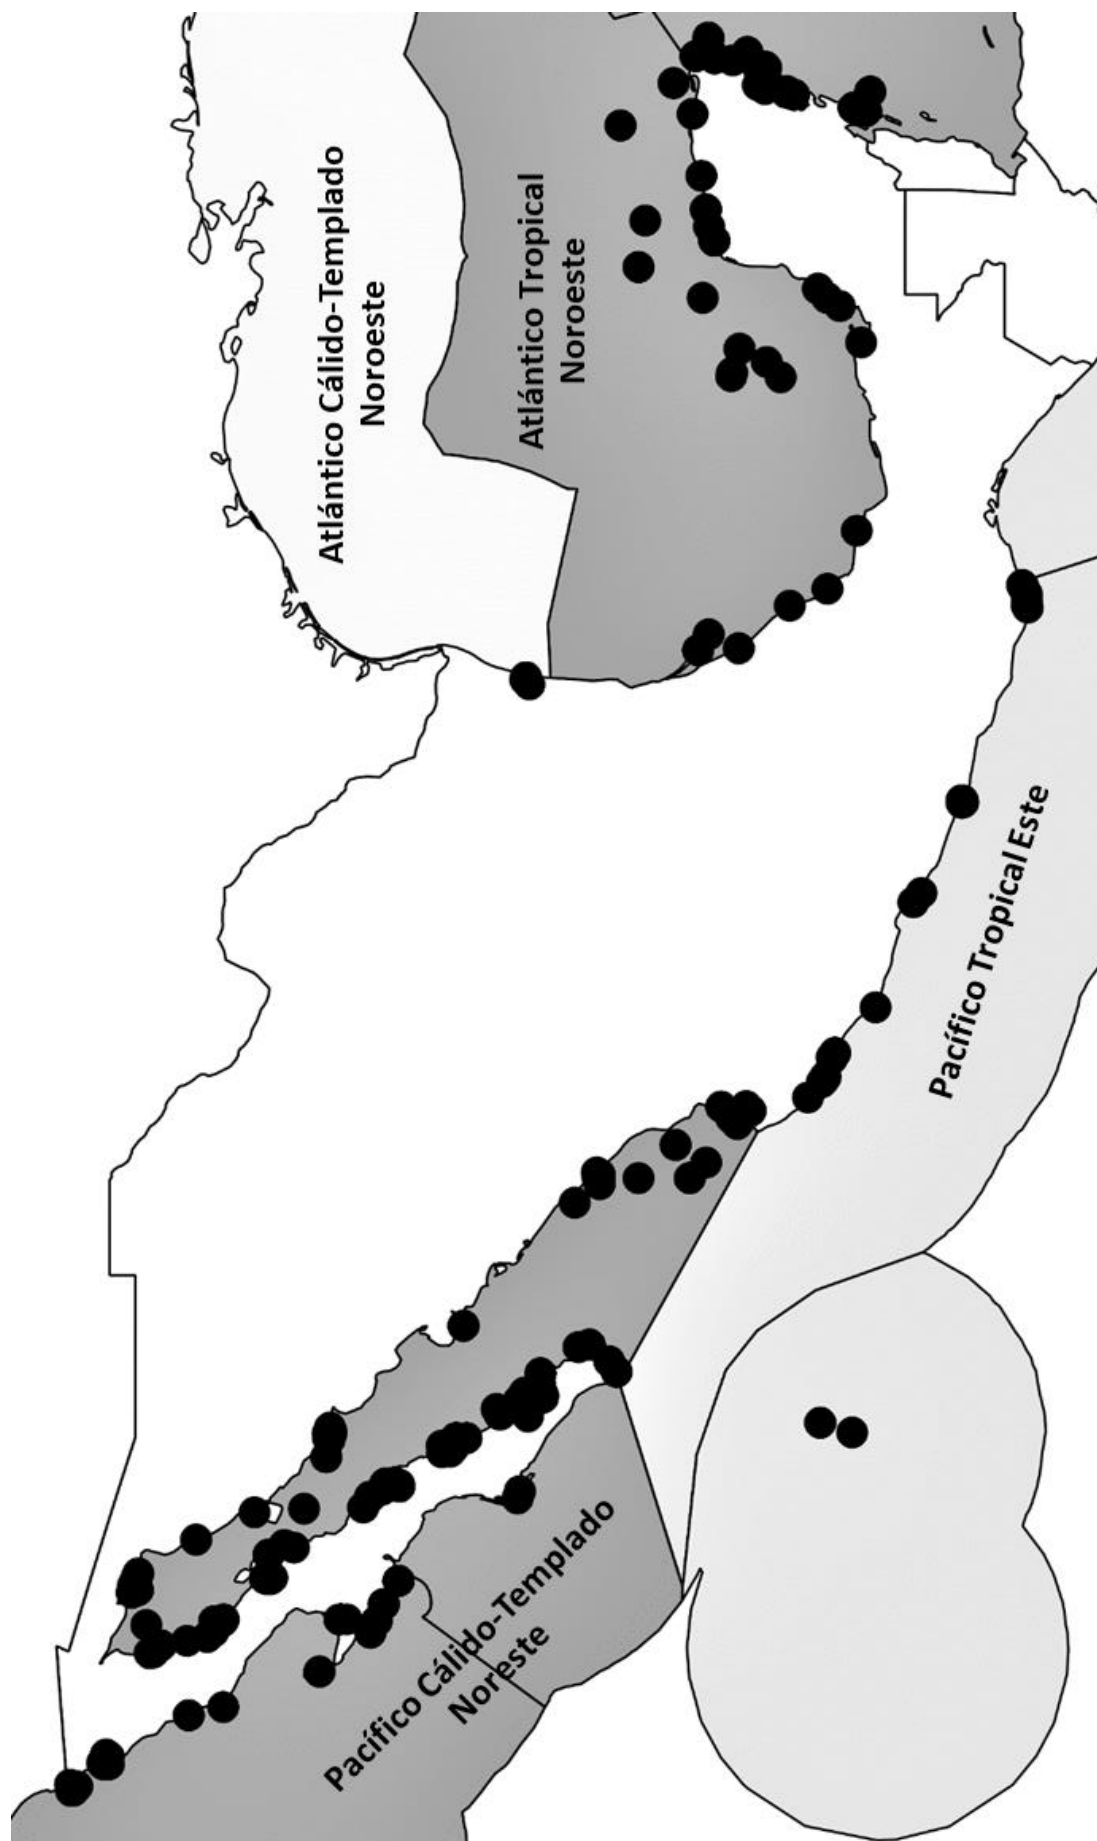 Atlántico Cálido-Templado
Noroeste
Atlántico Tropical
Noroeste
Pacífico Tropical Este
Pacífico Cálido-Templado
Noreste